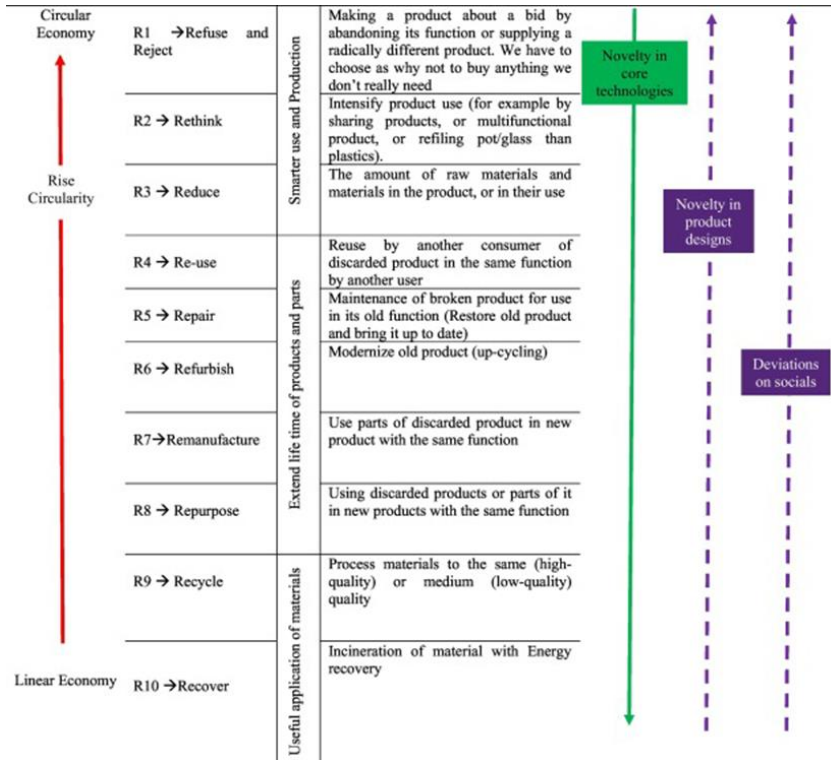 Circular
Economy
Rise
Circularity
Linear Economy
R1 →Refuse and
Reject
R2 → Rethink
R3 → Reduce
R4 → Re-use
R5 → Repair
R6 → Refurbish
R7→Remanufacture
R8 → Repurpose
R9 → Recycle
R10 →Recover
Smarter use and Production
Extend life time of products and parts
Useful application of materials
Making a product about a bid by
abandoning its function or supplying a
radically different product. We have to
choose as why not to buy anything we
don't really need
Intensify product use (for example by
sharing products, or multifunctional
product, or refiling pot/glass than
plastics).
The amount of raw materials and
materials in the product, or in their use
Reuse by another consumer of
discarded product in the same function
by another user
Maintenance of broken product for use
in its old function (Restore old product
and bring it up to date)
Modernize old product (up-cycling)
Use parts of discarded product in new
product with the same function
Using discarded products or parts of it
in new products with the same function
Process materials to the same (high-
quality) or medium (low-quality)
quality
Incineration of material with Energy
recovery
Novelty in
core
technologies
Novelty in
product
designs
Deviations
on socials